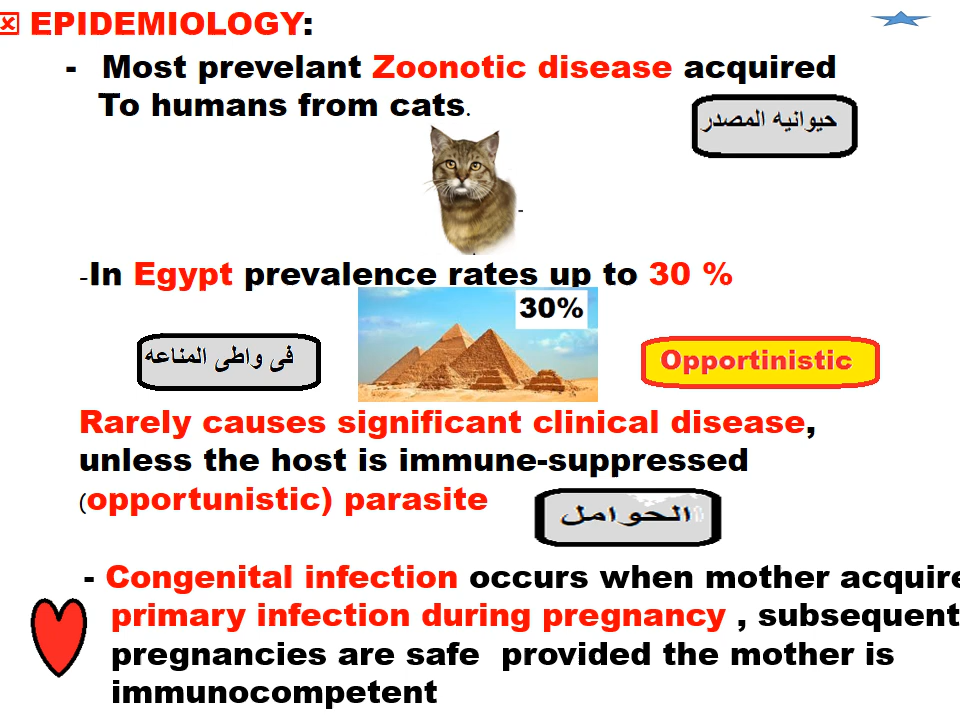 EPIDEMIOLOGY:
- Most prevelant Zoonotic disease acquired
To humans from cats.
حيوانيه المصدر
-
-In Egypt prevalence rates up to 30 %
30%
فى واطى المناعه
Opportinistic
Rarely causes significant clinical disease,
unless the host is immune-suppressed
(opportunistic) parasite
الحوامل
- Congenital infection occurs when mother acquire
primary infection during pregnancy , subsequent
pregnancies are safe provided the mother is
immunocompetent